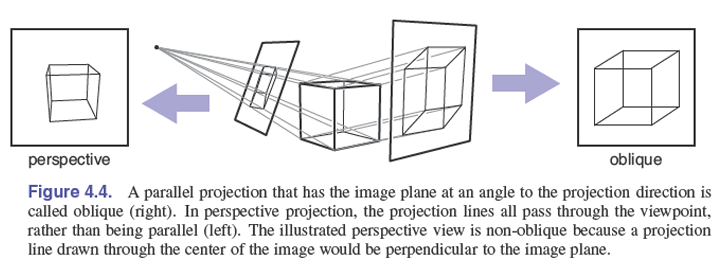 perspective
oblique
Figure 4.4. A parallel projection that has the image plane at an angle to the projection direction is
called oblique (right). In perspective projection, the projection lines all pass through the viewpoint,
rather than being parallel (left). The illustrated perspective view is non-oblique because a projection
line drawn through the center of the image would be perpendicular to the image plane.